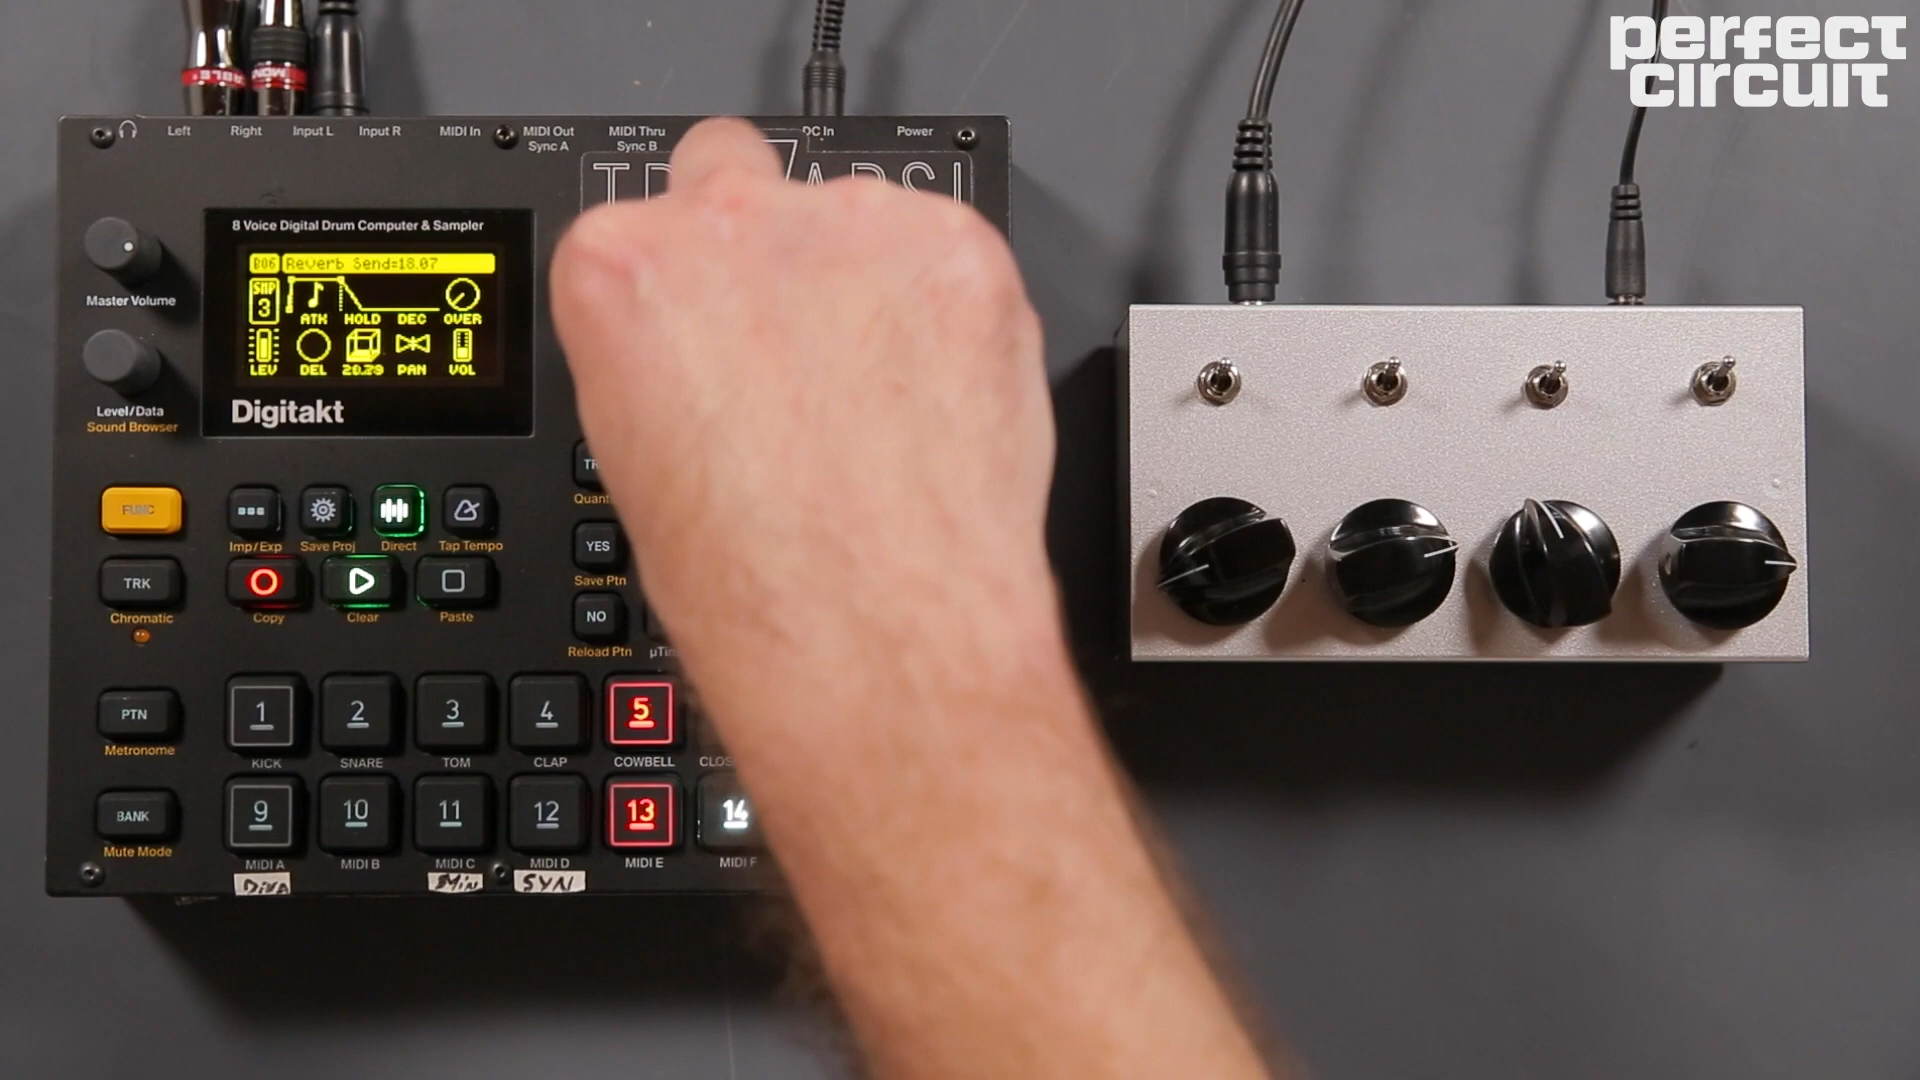 perfect
circuit
Left
Right
Input L
Input R
MIDI In
MIDI Out
Sync A
MIDI Thru
Sync B
DC In
Power
8 Voice Digital Drum Computer & Sampler
B06
Reverb Send=18.07
SMP
3
ATK
HOLD
DEC
OVER
LEV
DEL
PAN
VOL
Digitakt
Master Volume
Level/Data
Sound Browser
FUNC
Imp/Exp
Save Proj
Direct
Tap Tempo
TRK
Chromatic
Copy
Clear
Paste
YES
Save Ptn
NO
Reload Ptn
PTN
Metronome
1
2
3
4
5
KICK
SNARE
TOM
CLAP
COWBELL
BANK
Mute Mode
9
10
11
12
13
14
MIDI A
MIDI B
MIDI C
MIDI D
MIDI E
MIDI F
SYN